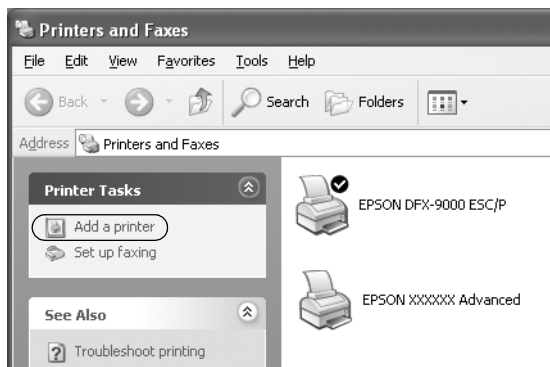 Printers and Faxes
File Edit View Favorites Tools Help
Back Search Folders
Address Printers and Faxes
Printer Tasks
Add a printer
Set up faxing
See Also
Troubleshoot printing
EPSON DFX-9000 ESC/P
EPSON XXXXXX Advanced